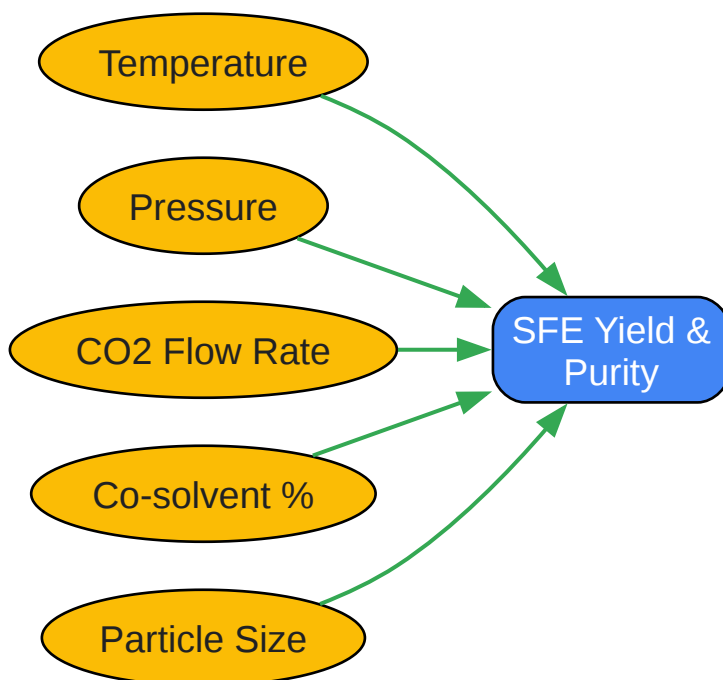 Temperature
Pressure
CO2 Flow Rate
SFE Yield &
Purity
Co-solvent %
Particle Size